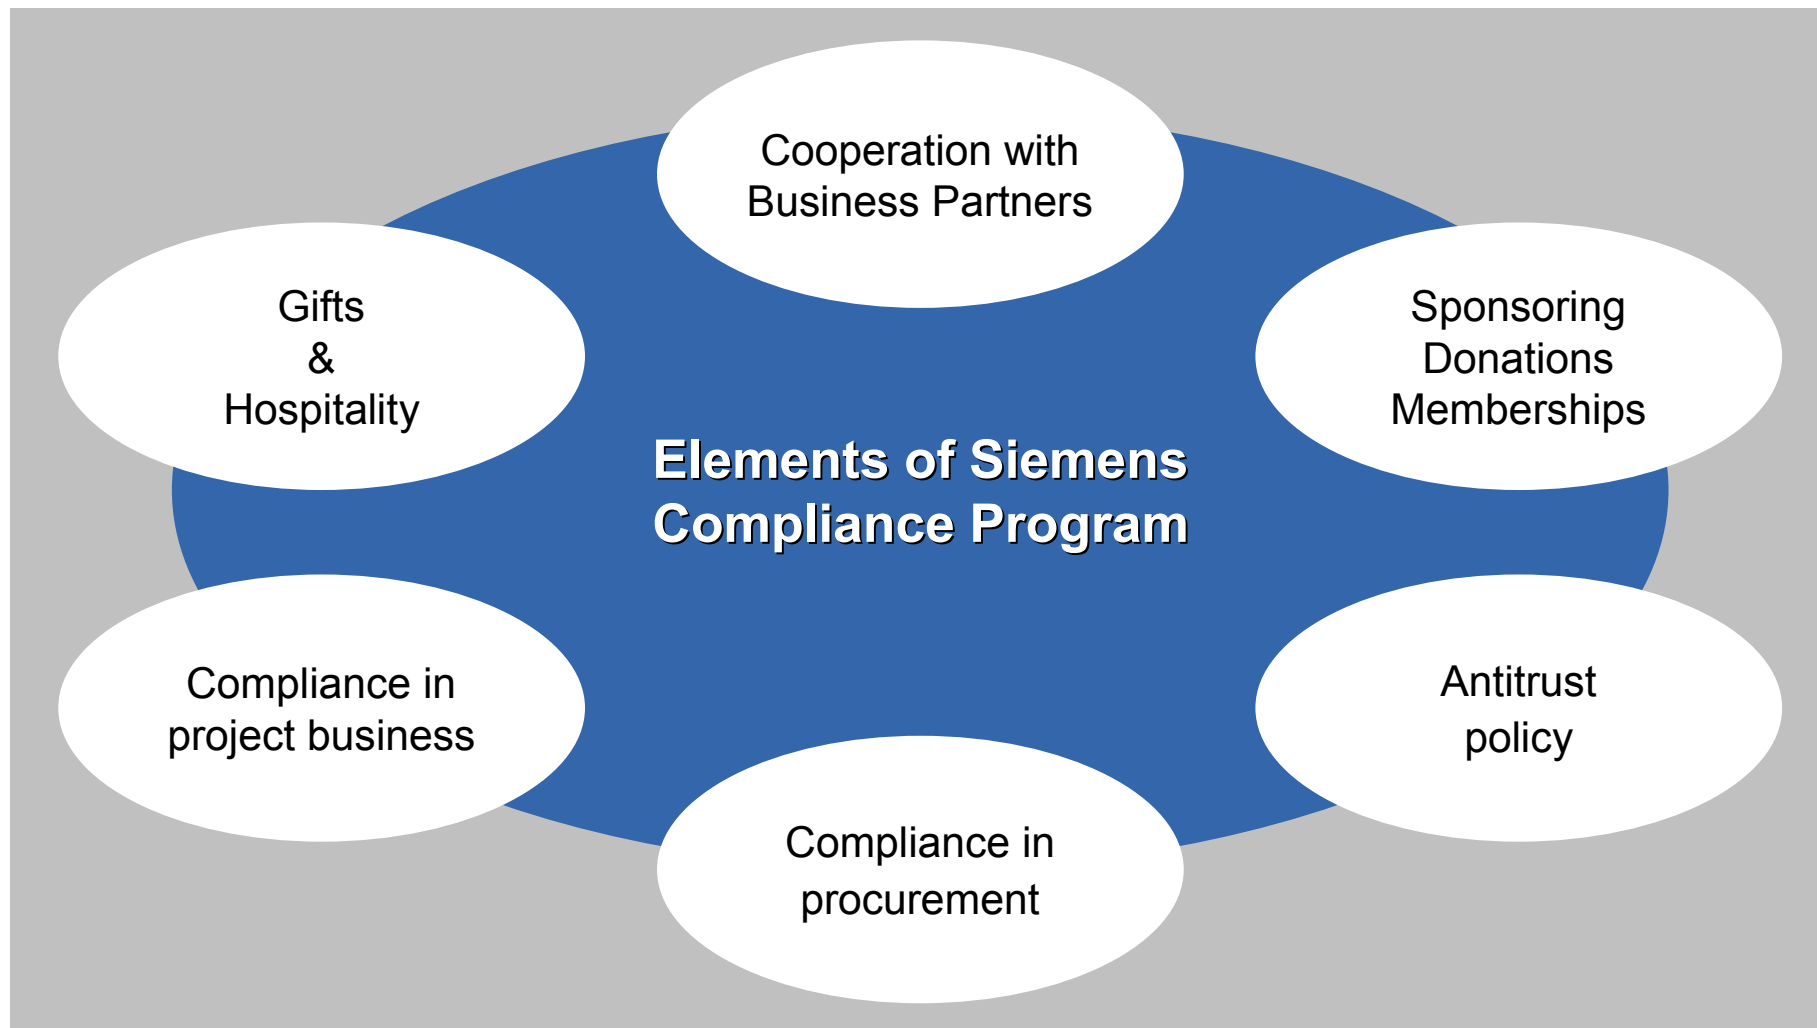 Cooperation with
Business Partners
Gifts
&
Hospitality
Sponsoring
Donations
Memberships
Elements of Siemens
Compliance Program
Compliance in
project business
Antitrust
policy
Compliance in
procurement